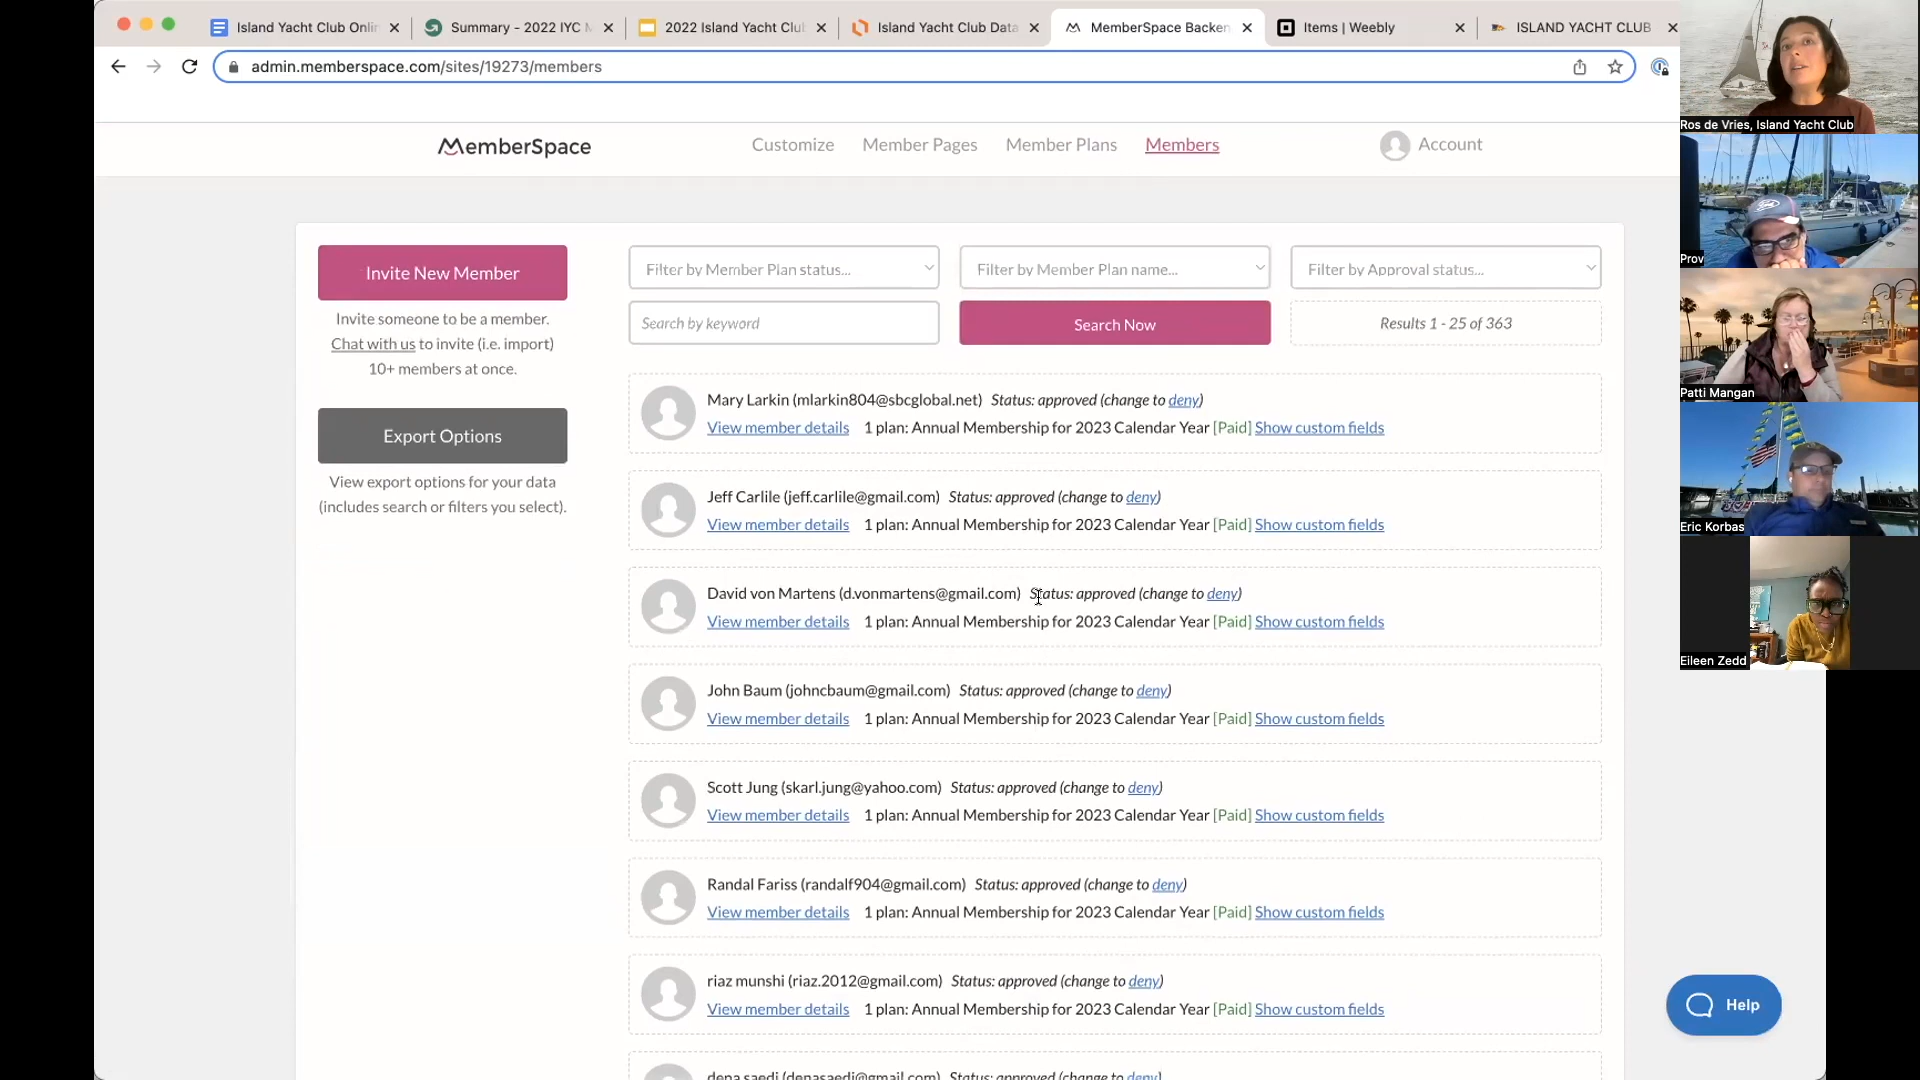 Island Yacht Club Onlin
Summary - 2022 IYC M
2022 Island Yacht Clu
Island Yacht Club Data
MemberSpace Backen
Items | Weebly
ISLAND YACHT CLUB
admin.memberspace.com/sites/19273/members
MemberSpace
Customize
Member Pages
Member Plans
Members
Account
Invite New Member
Invite someone to be a member.
Chat with us to invite (i.e. import)
10+ members at once.
Export Options
View export options for your data
(includes search or filters you select).
Filter by Member Plan status...
Filter by Member Plan name...
Filter by Approval status...
Search by keyword
Search Now
Results 1 - 25 of 363
Mary Larkin (mlarkin804@sbcglobal.net) Status: approved (change to deny)
View member details 1 plan: Annual Membership for 2023 Calendar Year [Paid] Show custom fields
Jeff Carlile (jeff.carlile@gmail.com) Status: approved (change to deny)
View member details 1 plan: Annual Membership for 2023 Calendar Year [Paid] Show custom fields
David von Martens (d.vonmartens@gmail.com) Status: approved (change to deny)
View member details 1 plan: Annual Membership for 2023 Calendar Year [Paid] Show custom fields
John Baum (johncbaum@gmail.com) Status: approved (change to deny)
View member details 1 plan: Annual Membership for 2023 Calendar Year [Paid] Show custom fields
Scott Jung (skarl.jung@yahoo.com) Status: approved (change to deny)
View member details 1 plan: Annual Membership for 2023 Calendar Year [Paid] Show custom fields
Randal Fariss (randalf904@gmail.com) Status: approved (change to deny)
View member details 1 plan: Annual Membership for 2023 Calendar Year [Paid] Show custom fields
riaz munshi (riaz.2012@gmail.com) Status: approved (change to deny)
View member details 1 plan: Annual Membership for 2023 Calendar Year [Paid] Show custom fields
dena saedi (denasaedi@gmail.com) Status: approved (change to deny)
Help
Ros de Vries, Island Yacht Club
Prov
Patti Mangan
Eric Korbas
Eileen Zedd